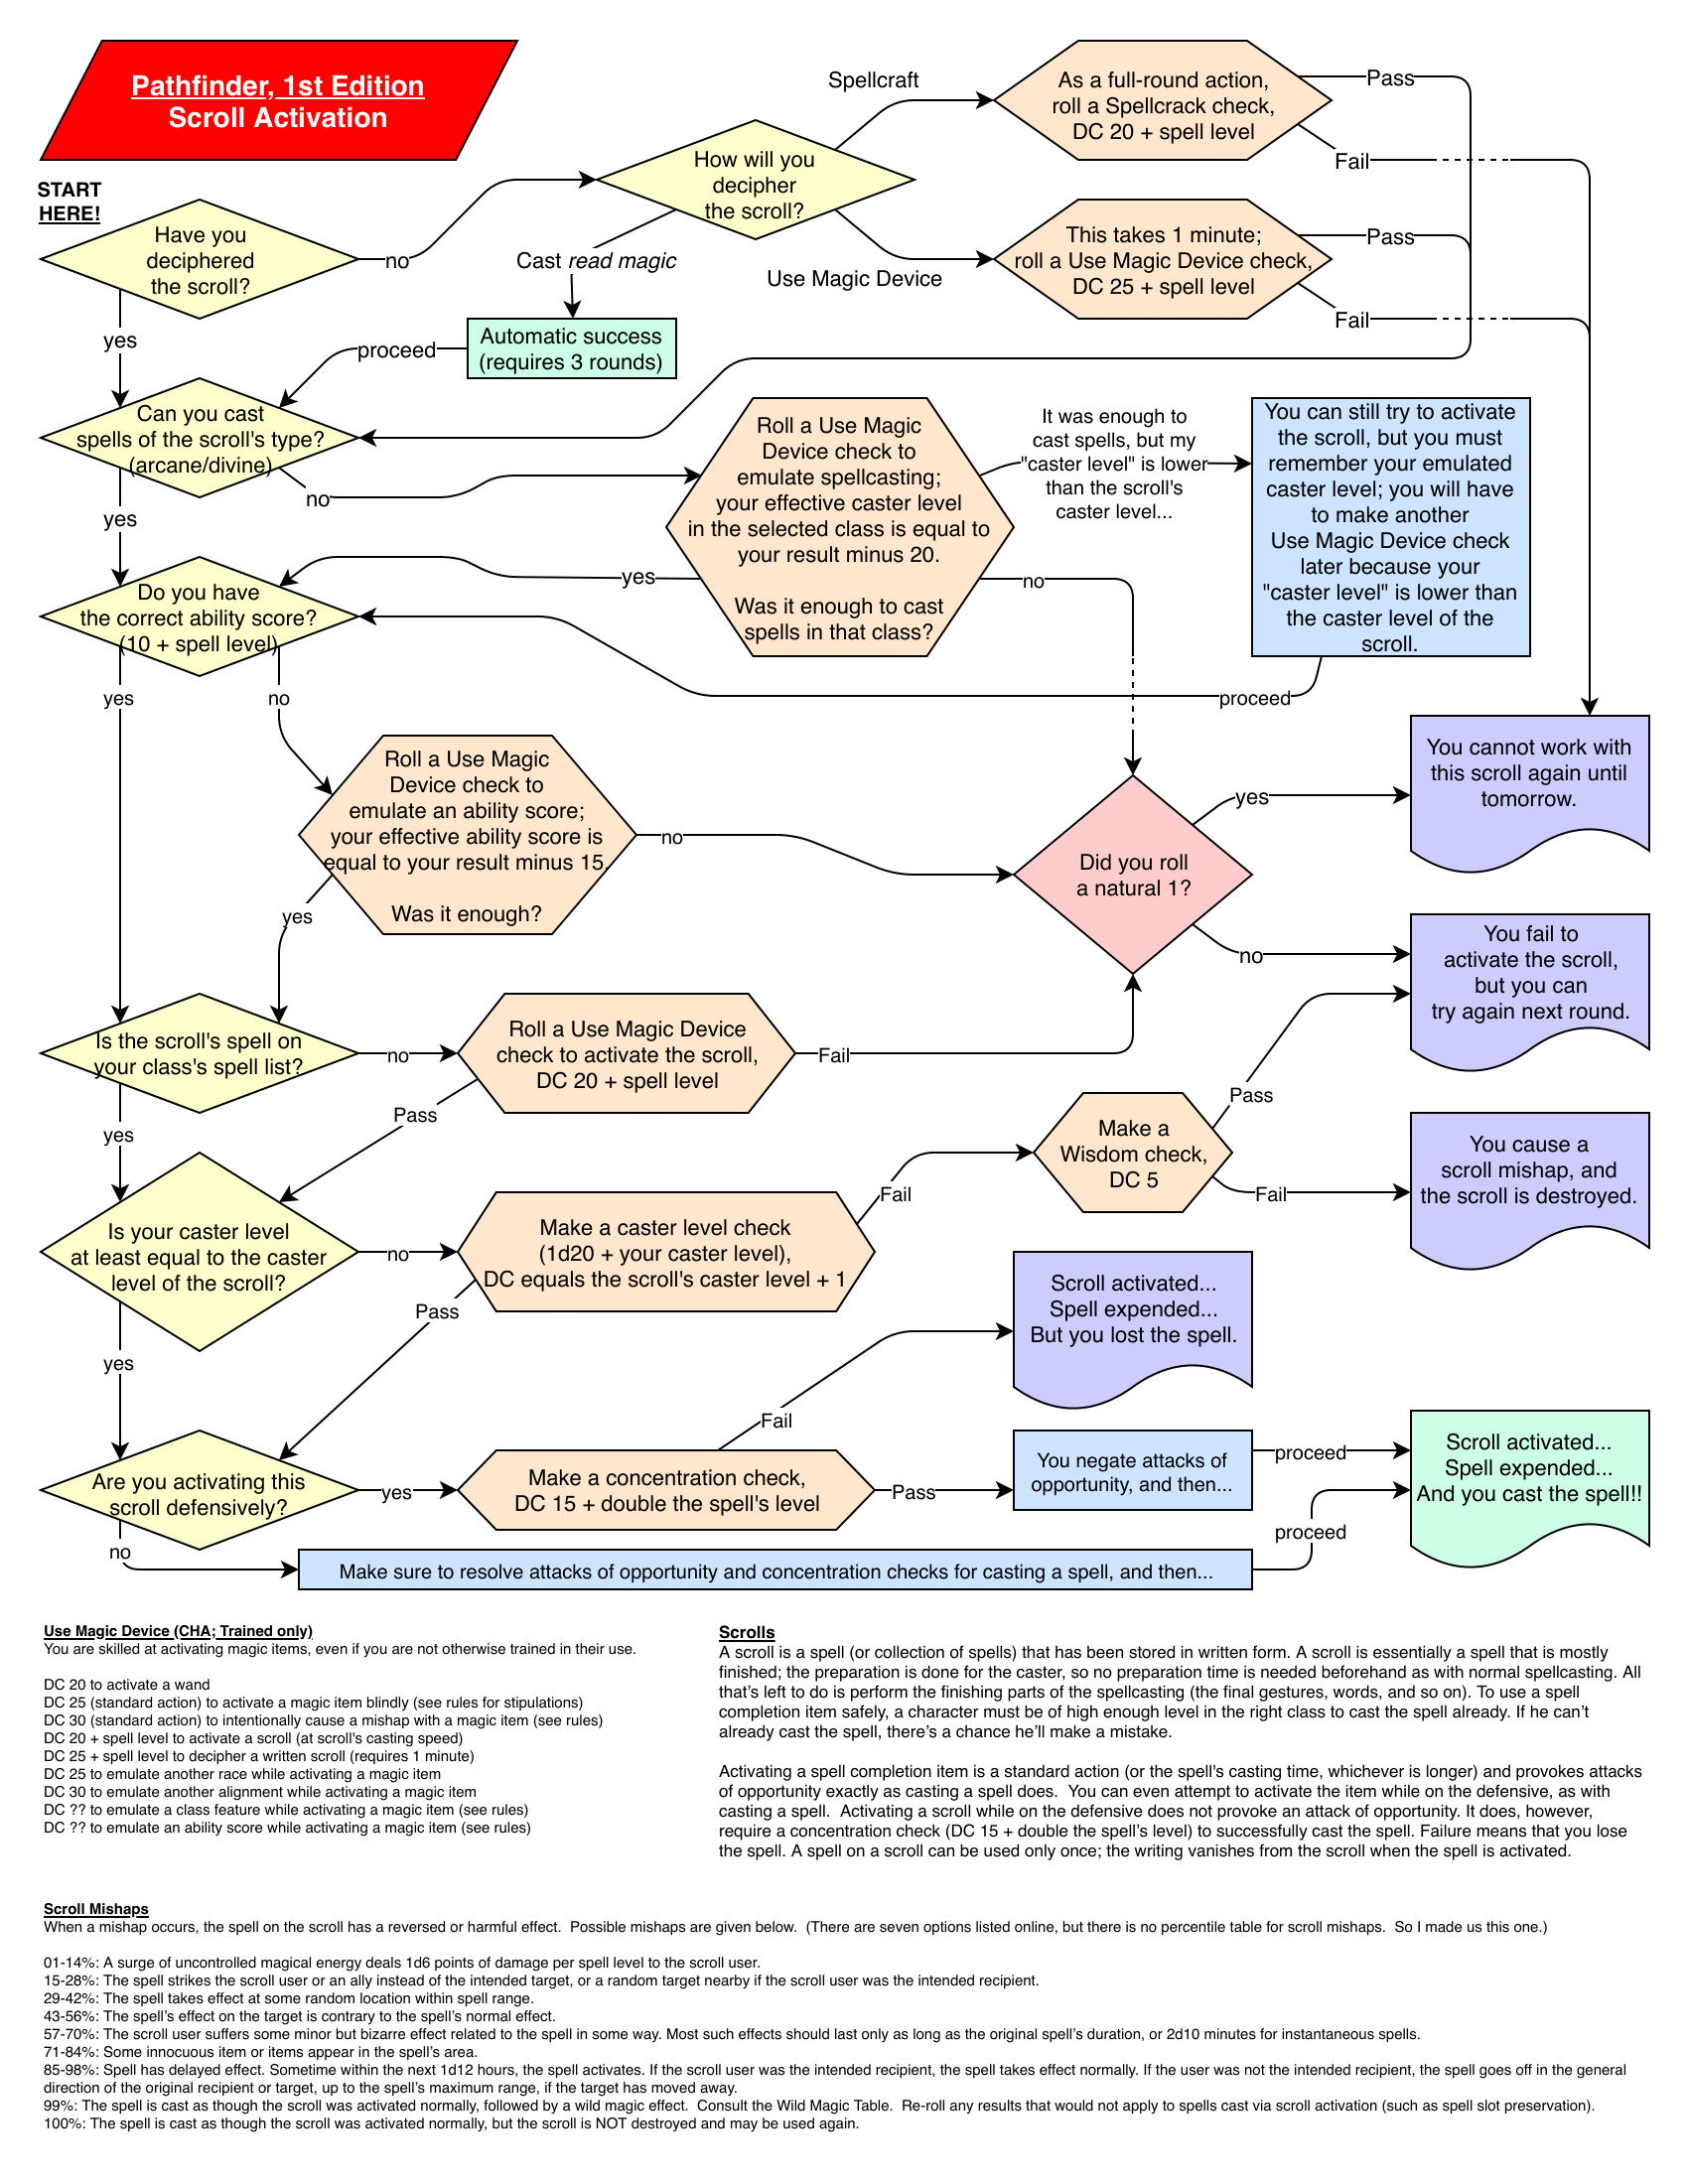 Pathfinder, 1st Edition
Scroll Activation
START
HERE!
Have you
deciphered
the scroll?
no
yes
How will you
decipher
the scroll?
Spellcraft
As a full-round action,
roll a Spellcrack check,
DC 20 + spell level
Pass
Fail
Cast read magic
Use Magic Device
This takes 1 minute;
roll a Use Magic Device check,
DC 25 + spell level
Pass
Fail
Automatic success
(requires 3 rounds)
proceed
Can you cast
spells of the scroll's type?
(arcane/divine)
no
yes
Roll a Use Magic
Device check to
emulate spellcasting;
your effective caster level
in the selected class is equal to
your result minus 20.
Was it enough to cast
spells in that class?
It was enough to
cast spells, but my
"caster level" is lower
than the scroll's
caster level...
You can still try to activate
the scroll, but you must
remember your emulated
caster level; you will have
to make another
Use Magic Device check
later because your
"caster level" is lower than
the caster level of the
scroll.
yes
no
proceed
Do you have
the correct ability score?
(10 + spell level)
yes
no
Roll a Use Magic
Device check to
emulate an ability score;
your effective ability score is
equal to your result minus 15.
Was it enough?
no
yes
Did you roll
a natural 1?
yes
no
You cannot work with
this scroll again until
tomorrow.
You fail to
activate the scroll,
but you can
try again next round.
Is the scroll's spell on
your class's spell list?
no
yes
Roll a Use Magic Device
check to activate the scroll,
DC 20 + spell level
Fail
Pass
Make a
Wisdom check,
DC 5
Pass
Fail
You cause a
scroll mishap, and
the scroll is destroyed.
Is your caster level
at least equal to the caster
level of the scroll?
no
yes
Make a caster level check
(1d20 + your caster level),
DC equals the scroll's caster level + 1
Fail
Pass
Scroll activated...
Spell expended...
But you lost the spell.
Are you activating this
scroll defensively?
yes
no
Make a concentration check,
DC 15 + double the spell's level
Fail
Pass
You negate attacks of
opportunity, and then...
proceed
proceed
Scroll activated...
Spell expended...
And you cast the spell!!
Make sure to resolve attacks of opportunity and concentration checks for casting a spell, and then...
Use Magic Device (CHA; Trained only)
You are skilled at activating magic items, even if you are not otherwise trained in their use.
DC 20 to activate a wand
DC 25 (standard action) to activate a magic item blindly (see rules for stipulations)
DC 30 (standard action) to intentionally cause a mishap with a magic item (see rules)
DC 20 + spell level to activate a scroll (at scroll's casting speed)
DC 25 + spell level to decipher a written scroll (requires 1 minute)
DC 25 to emulate another race while activating a magic item
DC 30 to emulate another alignment while activating a magic item
DC ?? to emulate a class feature while activating a magic item (see rules)
DC ?? to emulate an ability score while activating a magic item (see rules)
Scrolls
A scroll is a spell (or collection of spells) that has been stored in written form. A scroll is essentially a spell that is mostly
finished; the preparation is done for the caster, so no preparation time is needed beforehand as with normal spellcasting. All
that's left to do is perform the finishing parts of the spellcasting (the final gestures, words, and so on). To use a spell
completion item safely, a character must be of high enough level in the right class to cast the spell already. If he can't
already cast the spell, there's a chance he'll make a mistake.
Activating a spell completion item is a standard action (or the spell's casting time, whichever is longer) and provokes attacks
of opportunity exactly as casting a spell does.  You can even attempt to activate the item while on the defensive, as with
casting a spell.  Activating a scroll while on the defensive does not provoke an attack of opportunity. It does, however,
require a concentration check (DC 15 + double the spell's level) to successfully cast the spell. Failure means that you lose
the spell. A spell on a scroll can be used only once; the writing vanishes from the scroll when the spell is activated.
Scroll Mishaps
When a mishap occurs, the spell on the scroll has a reversed or harmful effect.  Possible mishaps are given below.  (There are seven options listed online, but there is no percentile table for scroll mishaps.  So I made us this one.)
01-14%: A surge of uncontrolled magical energy deals 1d6 points of damage per spell level to the scroll user.
15-28%: The spell strikes the scroll user or an ally instead of the intended target, or a random target nearby if the scroll user was the intended recipient.
29-42%: The spell takes effect at some random location within spell range.
43-56%: The spell's effect on the target is contrary to the spell's normal effect.
57-70%: The scroll user suffers some minor but bizarre effect related to the spell in some way. Most such effects should last only as long as the original spell's duration, or 2d10 minutes for instantaneous spells.
71-84%: Some innocuous item or items appear in the spell's area.
85-98%: Spell has delayed effect. Sometime within the next 1d12 hours, the spell activates. If the scroll user was the intended recipient, the spell takes effect normally. If the user was not the intended recipient, the spell goes off in the general
direction of the original recipient or target, up to the spell's maximum range, if the target has moved away.
99%: The spell is cast as though the scroll was activated normally, followed by a wild magic effect.  Consult the Wild Magic Table.  Re-roll any results that would not apply to spells cast via scroll activation (such as spell slot preservation).
100%: The spell is cast as though the scroll was activated normally, but the scroll is NOT destroyed and may be used again.